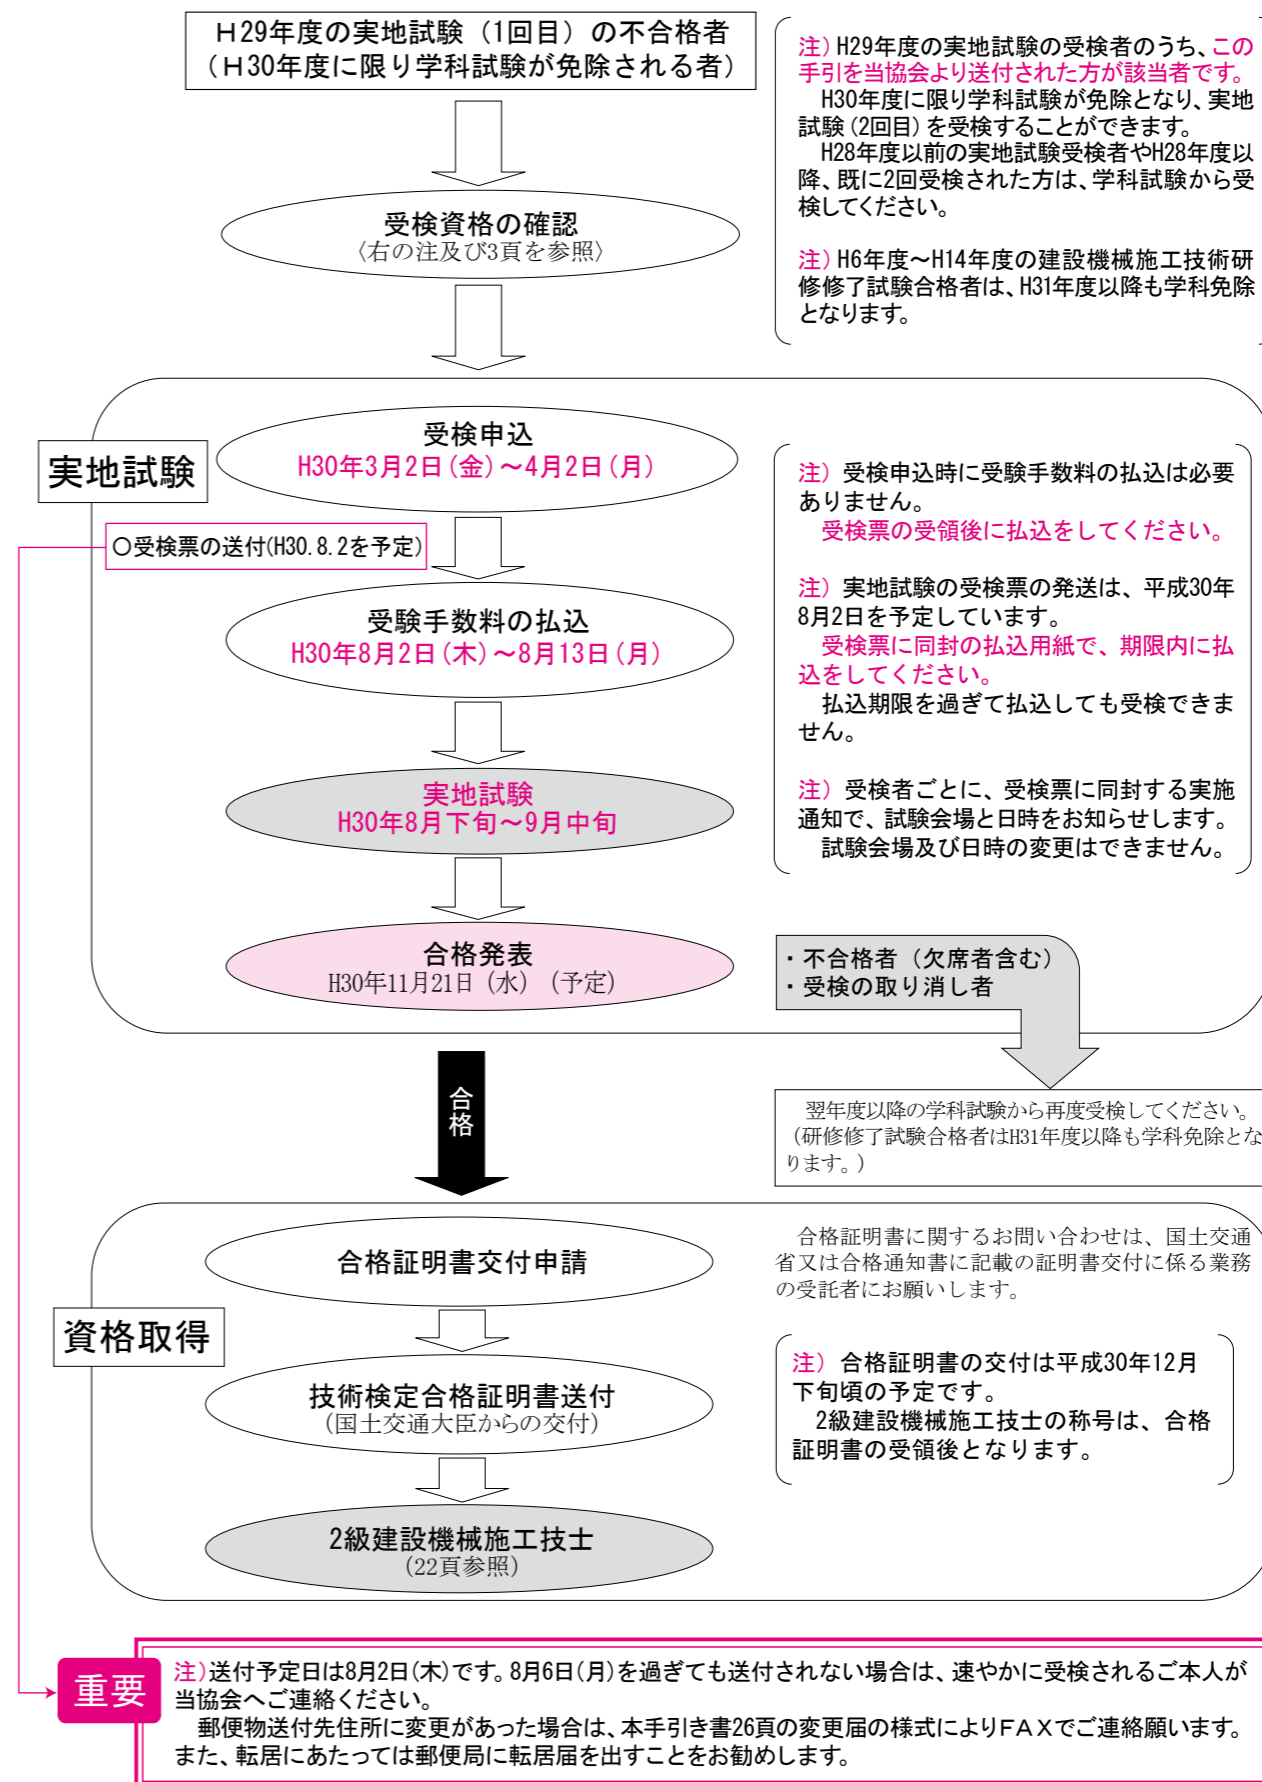 H29年度の実地試験（1回目）の不合格者
（H30年度に限り学科試験が免除される者）
注）H29年度の実地試験の受検者のうち、この
手引を当協会より送付された方が該当者です。
H30年度に限り学科試験が免除となり、実地
試験（2回目）を受検することができます。
H28年度以前の実地試験受検者やH28年度以
降、既に2回受検された方は、学科試験から受
検してください。
注）H6年度～H14年度の建設機械施工技術研
修修了試験合格者は、H31年度以降も学科免除
となります。
受検資格の確認
〈右の注及び3頁を参照〉
実地試験
受検申込
H30年3月2日（金）～4月2日（月）
○受検票の送付(H30.8.2を予定)
受験手数料の払込
H30年8月2日（木）～8月13日（月）
実地試験
H30年8月下旬～9月中旬
合格発表
H30年11月21日（水）（予定）
注）受検申込時に受験手数料の払込は必要
ありません。
受検票の受領後に払込をしてください。
注）実地試験の受検票の発送は、平成30年
8月2日を予定しています。
受検票に同封の払込用紙で、期限内に払
込をしてください。
払込期限を過ぎて払込しても受検できま
せん。
注）受検者ごとに、受検票に同封する実施
通知で、試験会場と日時をお知らせします。
試験会場及び日時の変更はできません。
・不合格者（欠席者含む）
・受検の取り消し者
合格
翌年度以降の学科試験から再度受検してください。
（研修修了試験合格者はH31年度以降も学科免除とな
ります。）
資格取得
合格証明書交付申請
技術検定合格証明書送付
（国土交通大臣からの交付）
2級建設機械施工技士
（22頁参照）
合格証明書に関するお問い合わせは、国土交通
省又は合格通知書に記載の証明書交付に係る業務
の受託者にお願いします。
注）合格証明書の交付は平成30年12月
下旬頃の予定です。
2級建設機械施工技士の称号は、合格
証明書の受領後となります。
重要
注）送付予定日は8月2日（木）です。8月6日（月）を過ぎても送付されない場合は、速やかに受検されるご本人が
当協会へご連絡ください。
郵便物送付先住所に変更があった場合は、本手引き書26頁の変更届の様式によりFAXでご連絡願います。
また、転居にあたっては郵便局に転居届を出すことをお勧めします。